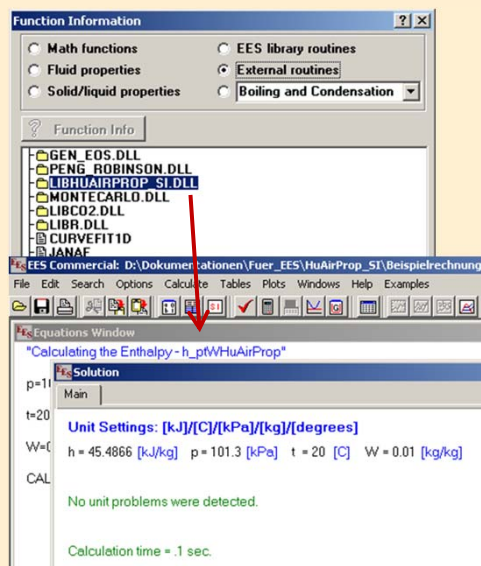 Function Information
Math functions EES library routines
Fluid properties External routines
Solid/liquid properties Boiling and Condensation
? Function Info
GEN_EOS.DLL
PENG_ROBINSON.DLL
LIBHUAIRPROP_SI.DLL
MONTECARLO.DLL
LIBCO2.DLL
LIBR.DLL
CURVEFIT1D
JANAF
EES Commercial: D:\Dokumentationen\Fuer_EES\HuAirProp_SI\Beispielrechnung
File Edit Search Options Calculate Tables Plots Windows Help Examples
Equations Window
"Calculating the Enthalpy - h_ptWHuAirProp"
Solution
p=1
Main
t=20
Unit Settings: [kJ]/[C]/[kPa]/[kg]/[degrees]
W=0
h = 45.4866 [kJ/kg] p = 101.3 [kPa] t = 20 [C] W = 0.01 [kg/kg]
CAL
No unit problems were detected.
Calculation time = .1 sec.